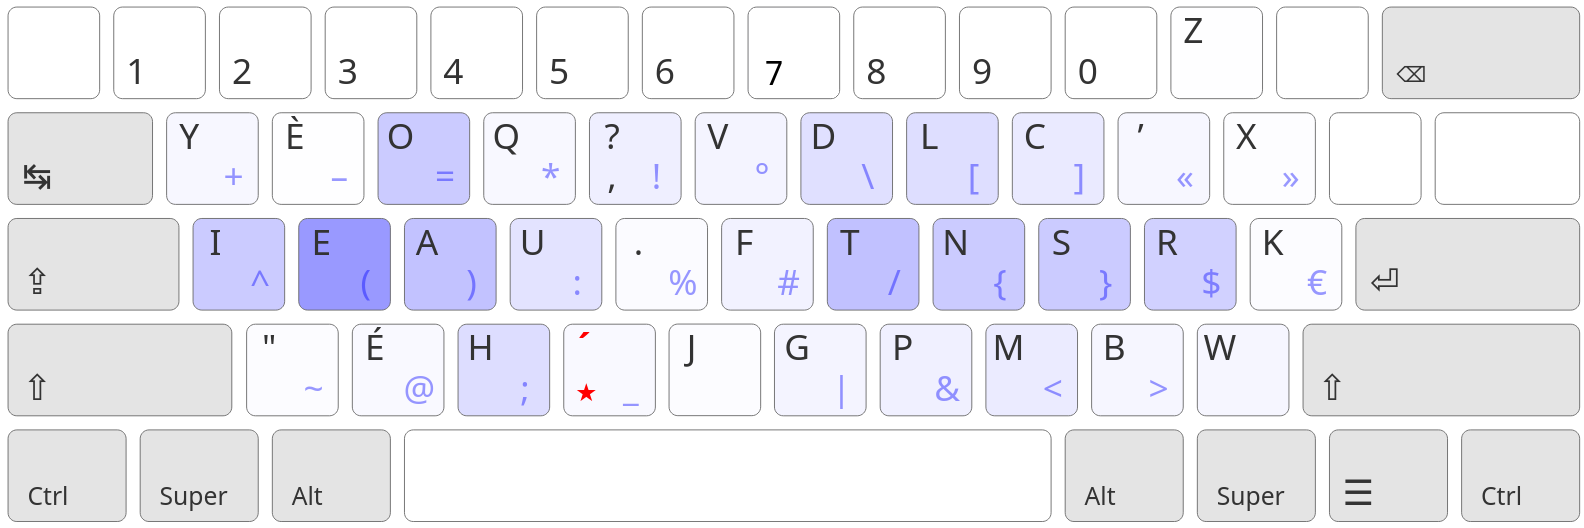 1 2 3 4 5 6 7 8 9 0 Z ⌫
↹ Y + È – O = Q * ? , ! V ° D \ L [ C ] ’ « X »
⇪ I ^ E ( A ) U : . % F # T / N { S } R $ K € ⏎
⇧ " ~ É @ H ; ´ ★ _ J G | P & M < B > W ⇧
Ctrl Super Alt Alt Super ☰ Ctrl